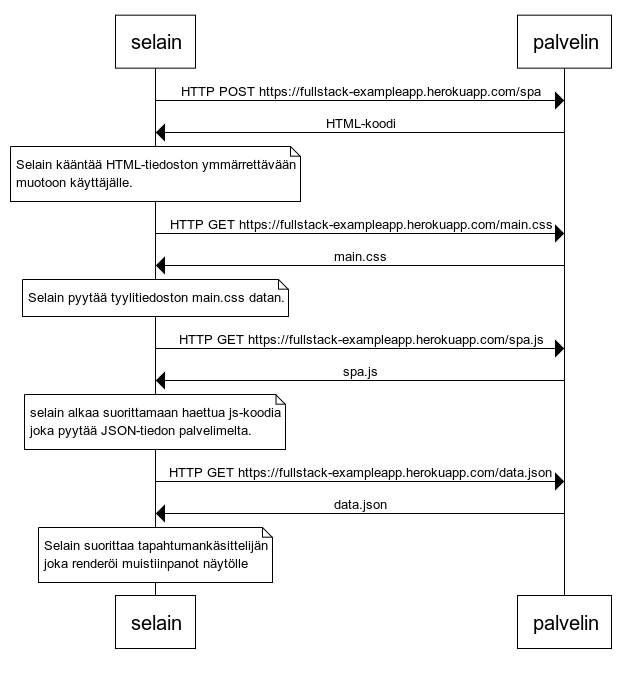 selain
palvelin
HTTP POST https://fullstack-exampleapp.herokuapp.com/spa
HTML-koodi
Selain kääntää HTML-tiedoston ymmärrettävään
muotoon käyttäjälle.
HTTP GET https://fullstack-exampleapp.herokuapp.com/main.css
main.css
Selain pyytää tyylitiedoston main.css datan.
HTTP GET https://fullstack-exampleapp.herokuapp.com/spa.js
spa.js
selain alkaa suorittamaan haettua js-koodia
joka pyytää JSON-tiedon palvelimelta.
HTTP GET https://fullstack-exampleapp.herokuapp.com/data.json
data.json
Selain suorittaa tapahtumankäsittelijän
joka renderöi muistiinpanot näytölle
selain
palvelin